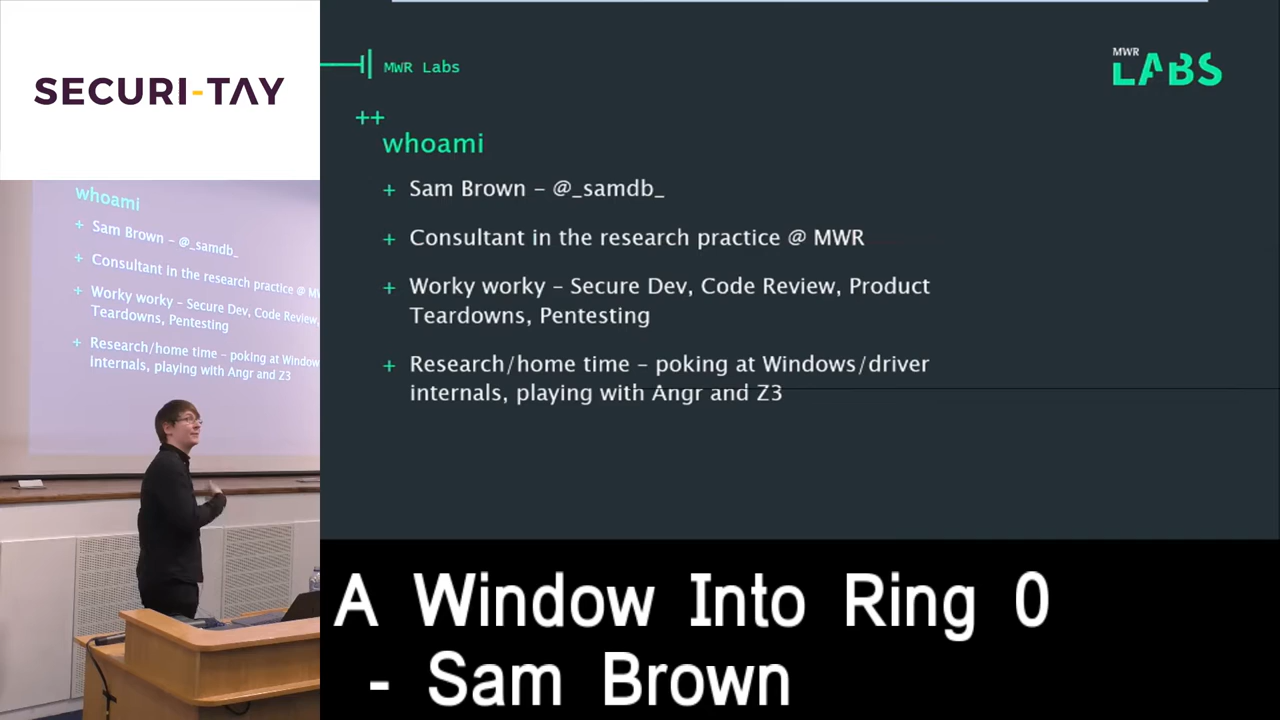 SECURI-TAY
MWR Labs
MWR
LABS
++
whoami
+ Sam Brown – @_samdb_
+ Consultant in the research practice @ MWR
+ Worky worky – Secure Dev, Code Review, Product
Teardowns, Pentesting
+ Research/home time – poking at Windows/driver
internals, playing with Angr and Z3
whoami
+ Sam Brown – @_samdb_
+ Consultant in the research practice @
+ Worky worky – Secure Dev, Code Review,
Teardowns, Pentesting
+ Research/home time – poking at Window
internals, playing with Angr and Z3
A Window Into Ring 0
- Sam Brown